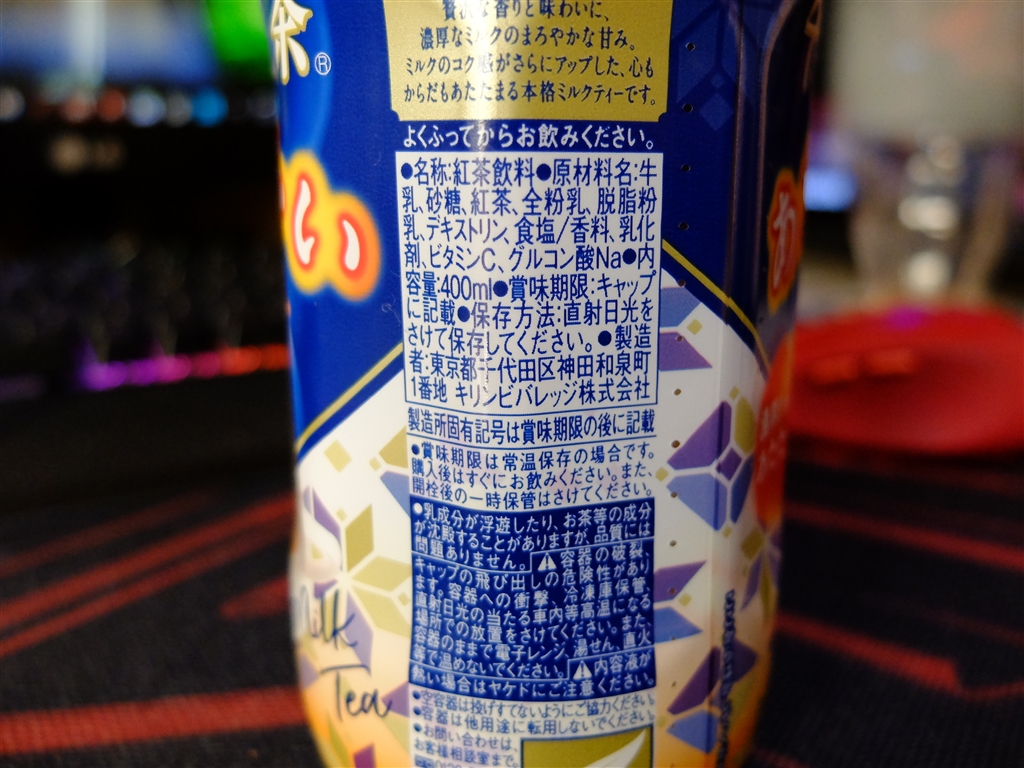 茶®
贅沢な香りと味わいに、
濃厚なミルクのまろやかな甘み。
ミルクのコク感がさらにアップした、心も
からだもあたたまる本格ミルクティーです。
よくふってからお飲みください。
●名称:紅茶飲料●原材料名:牛
乳、砂糖、紅茶、全粉乳、脱脂粉
乳、デキストリン、食塩/香料、乳化
剤、ビタミンC、グルコン酸Na●内
容量:400ml●賞味期限:キャップ
に記載●保存方法:直射日光を
さけて保存してください。●製造
者:東京都千代田区神田和泉町
1番地 キリンビバレッジ株式会社
製造所固有記号は賞味期限の後に記載
●賞味期限は常温保存の場合です。
購入後はすぐにお飲みください。また、
開栓後の一時保管はさけてください。
●乳成分が浮遊したり、お茶等の成分
が沈殿することがありますが、品質には
問題ありません。⚠容器の破裂、
キャップの飛び出しの危険性があり
ます。容器への衝撃、冷凍庫保管、
直射日光の当たる車内等高温になる
場所での放置をさけてください。また、
容器のままで電子レンジ、湯せん、直火
等で温めないでください。⚠内容液が
熱い場合はヤケドにご注意ください。
●空容器は投げすてないようにご協力ください。
●容器は他用途に転用しないでください。
●お問い合わせは、
お客様相談室まで。
い
Milk
Tea